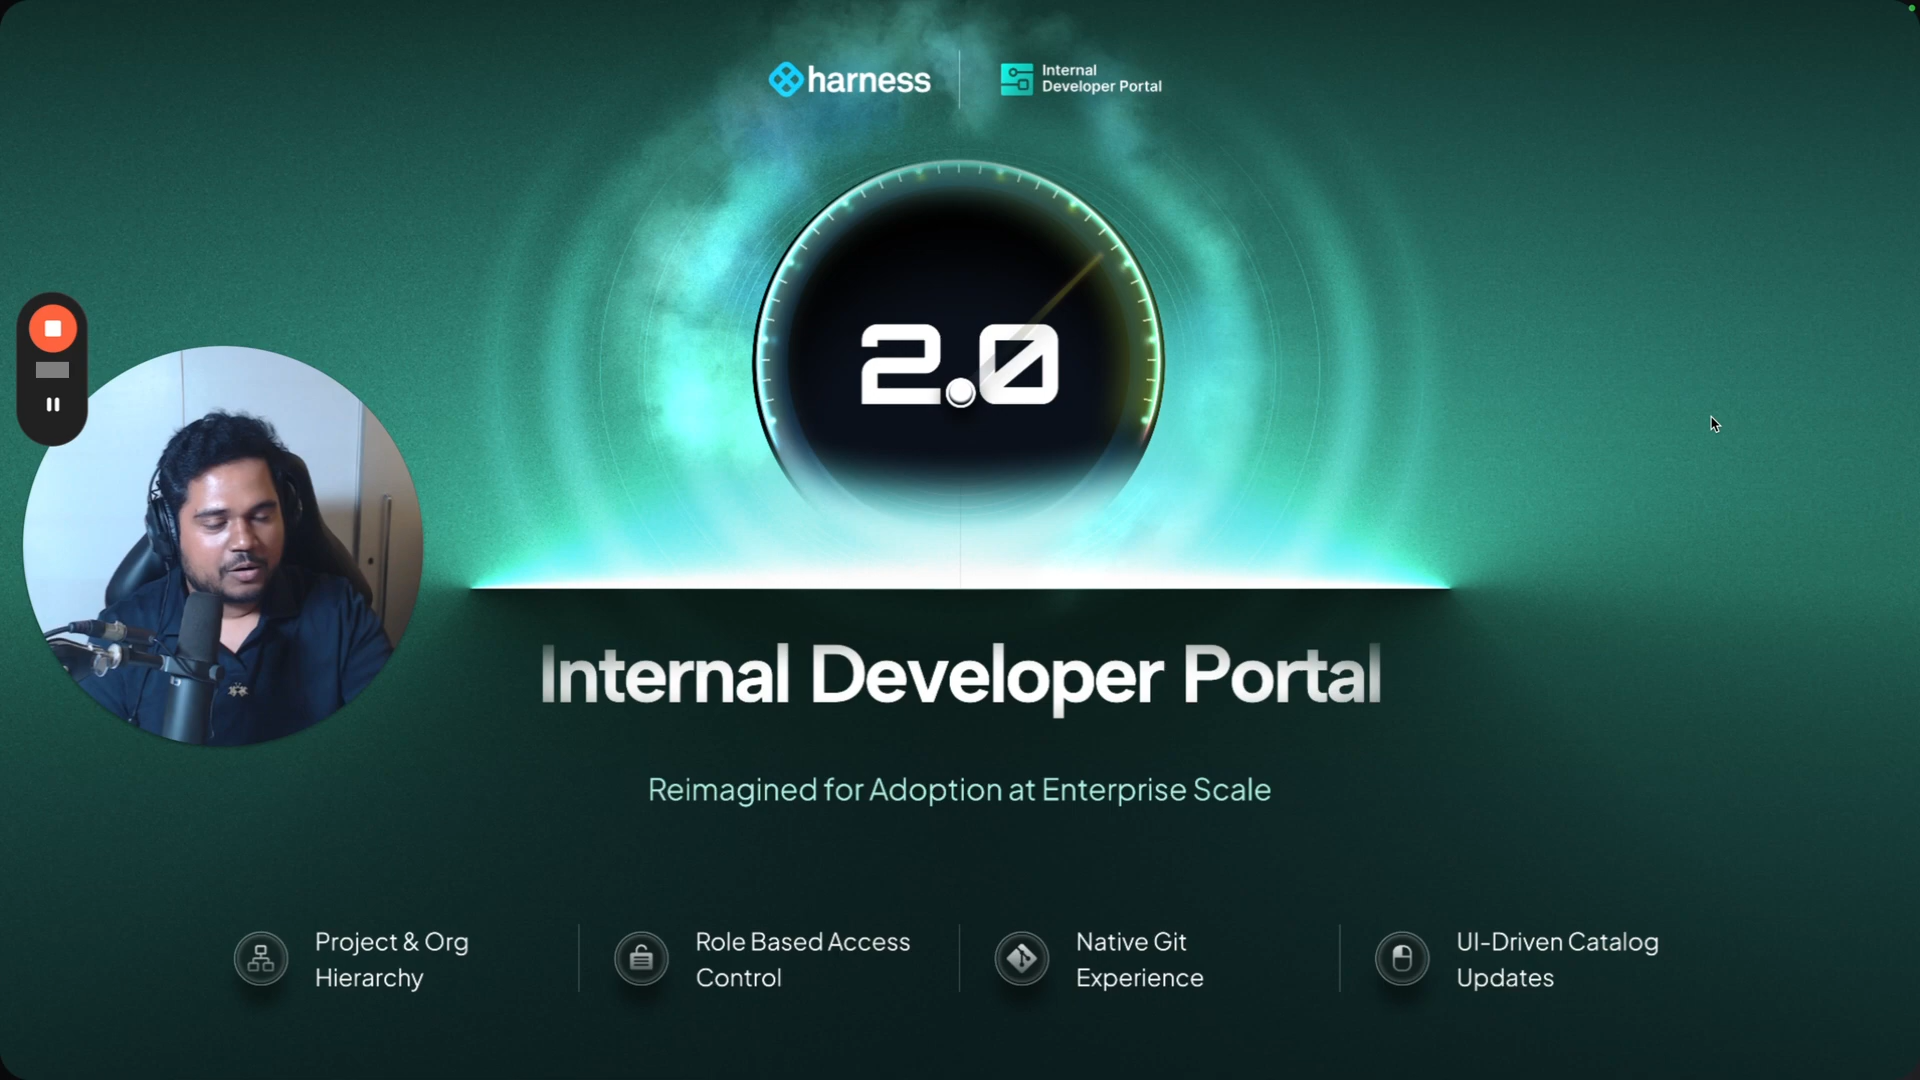 harness
Internal
Developer Portal
2.0
Internal Developer Portal
Reimagined for Adoption at Enterprise Scale
Project & Org
Hierarchy
Role Based Access
Control
Native Git
Experience
UI-Driven Catalog
Updates